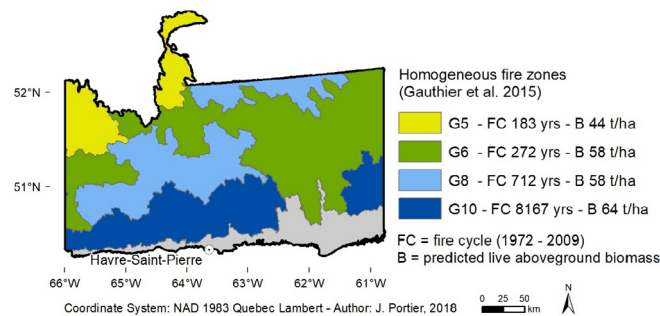 52°N
51°N
66°W 65°W 64°W 63°W 62°W 61°W
Havre-Saint-Pierre
Homogeneous fire zones
(Gauthier et al. 2015)
G5 - FC 183 yrs - B 44 t/ha
G6 - FC 272 yrs - B 58 t/ha
G8 - FC 712 yrs - B 58 t/ha
G10 - FC 8167 yrs - B 64 t/ha
FC = fire cycle (1972 - 2009)
B = predicted live aboveground biomass
Coordinate System: NAD 1983 Quebec Lambert - Author: J. Portier, 2018
0 25 50
km
N